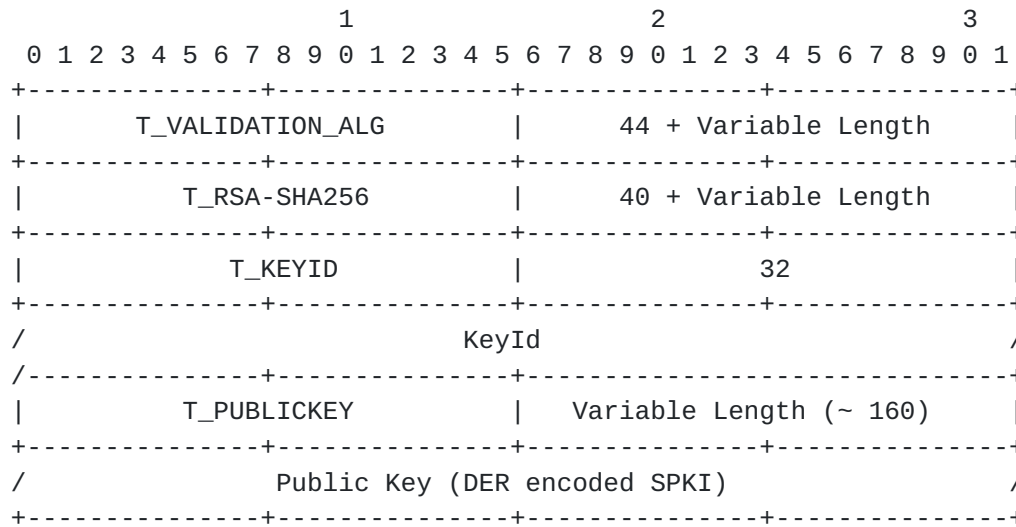 1                   2                   3
 0 1 2 3 4 5 6 7 8 9 0 1 2 3 4 5 6 7 8 9 0 1 2 3 4 5 6 7 8 9 0 1
+---------------+---------------+---------------+---------------+
|       T_VALIDATION_ALG        |      44 + Variable Length     |
+---------------+---------------+---------------+---------------+
|          T_RSA-SHA256         |      40 + Variable Length     |
+---------------+---------------+---------------+---------------+
|             T_KEYID           |               32              |
+---------------+---------------+---------------+---------------+
/                            KeyId                              /
/---------------+---------------+-------------------------------+
|          T_PUBLICKEY          |   Variable Length (~ 160)     |
+---------------+---------------+---------------+---------------+
/                Public Key (DER encoded SPKI)                  /
+---------------+---------------+---------------+---------------+